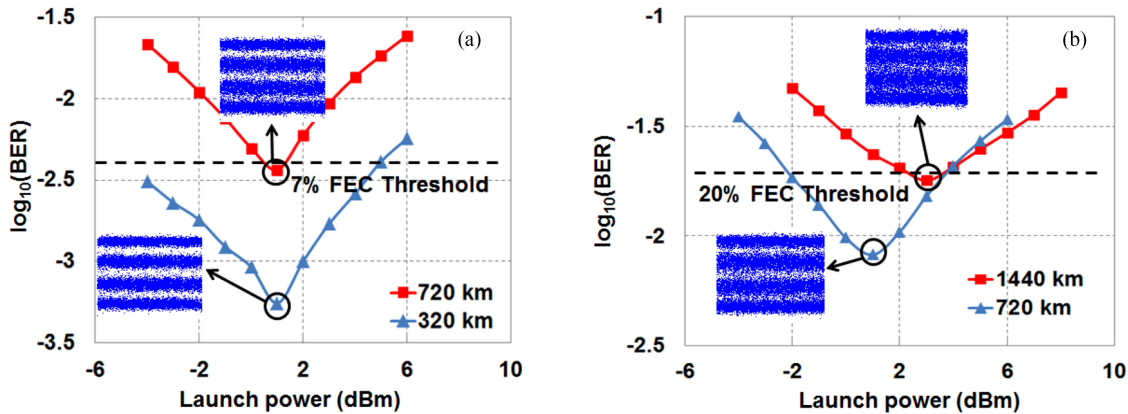 (a)
-1.5
-2
-2.5
-3
-3.5
log10(BER)
7% FEC Threshold
720 km
320 km
-6 -2 2 6 10
Launch power (dBm)
(b)
-1
-1.5
-2
-2.5
log10(BER)
20% FEC Threshold
1440 km
720 km
-6 -2 2 6 10
Launch power (dBm)